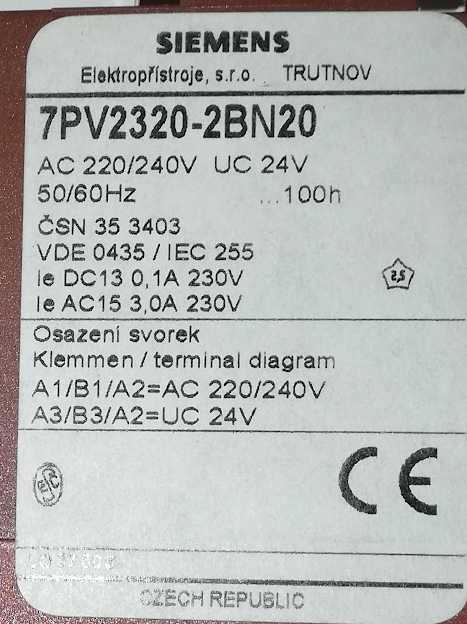 SIEMENS
Elektropřístroje, s.r.o. TRUTNOV
7PV2320-2BN20
AC 220/240V UC 24V
50/60Hz ...100h
ČSN 35 3403
VDE 0435 / IEC 255
Ie DC13 0,1A 230V
Ie AC15 3,0A 230V
Osazení svorek
Klemmen / terminal diagram
A1/B1/A2=AC 220/240V
A3/B3/A2=UC 24V
CE
CZECH REPUBLIC